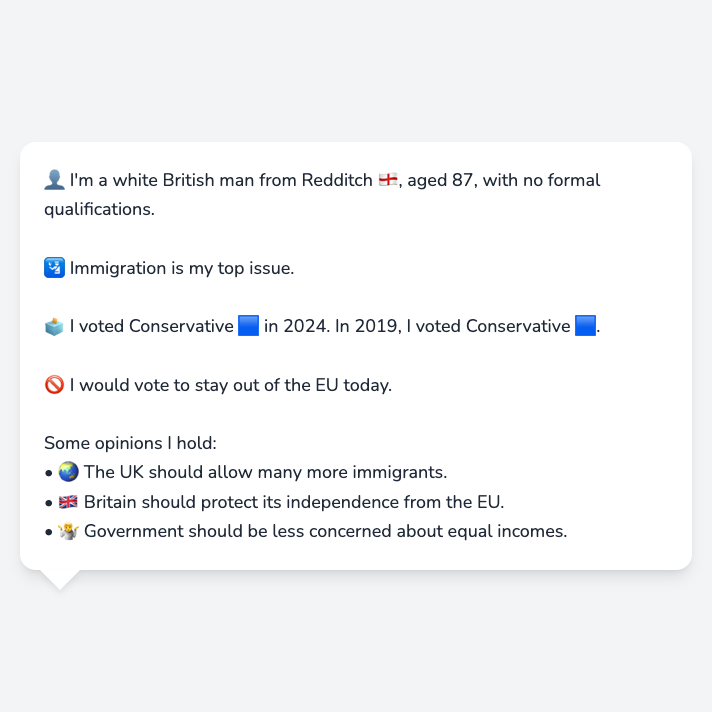 👤 I'm a white British man from Redditch 🏴󠁧󠁢󠁥󠁮󠁧󠁿, aged 87, with no formal
qualifications.
🛂 Immigration is my top issue.
🗳️ I voted Conservative 🟦 in 2024. In 2019, I voted Conservative 🟦.
🚫 I would vote to stay out of the EU today.
Some opinions I hold:
• 🌏 The UK should allow many more immigrants.
• 🇬🇧 Britain should protect its independence from the EU.
• 🤷 Government should be less concerned about equal incomes.